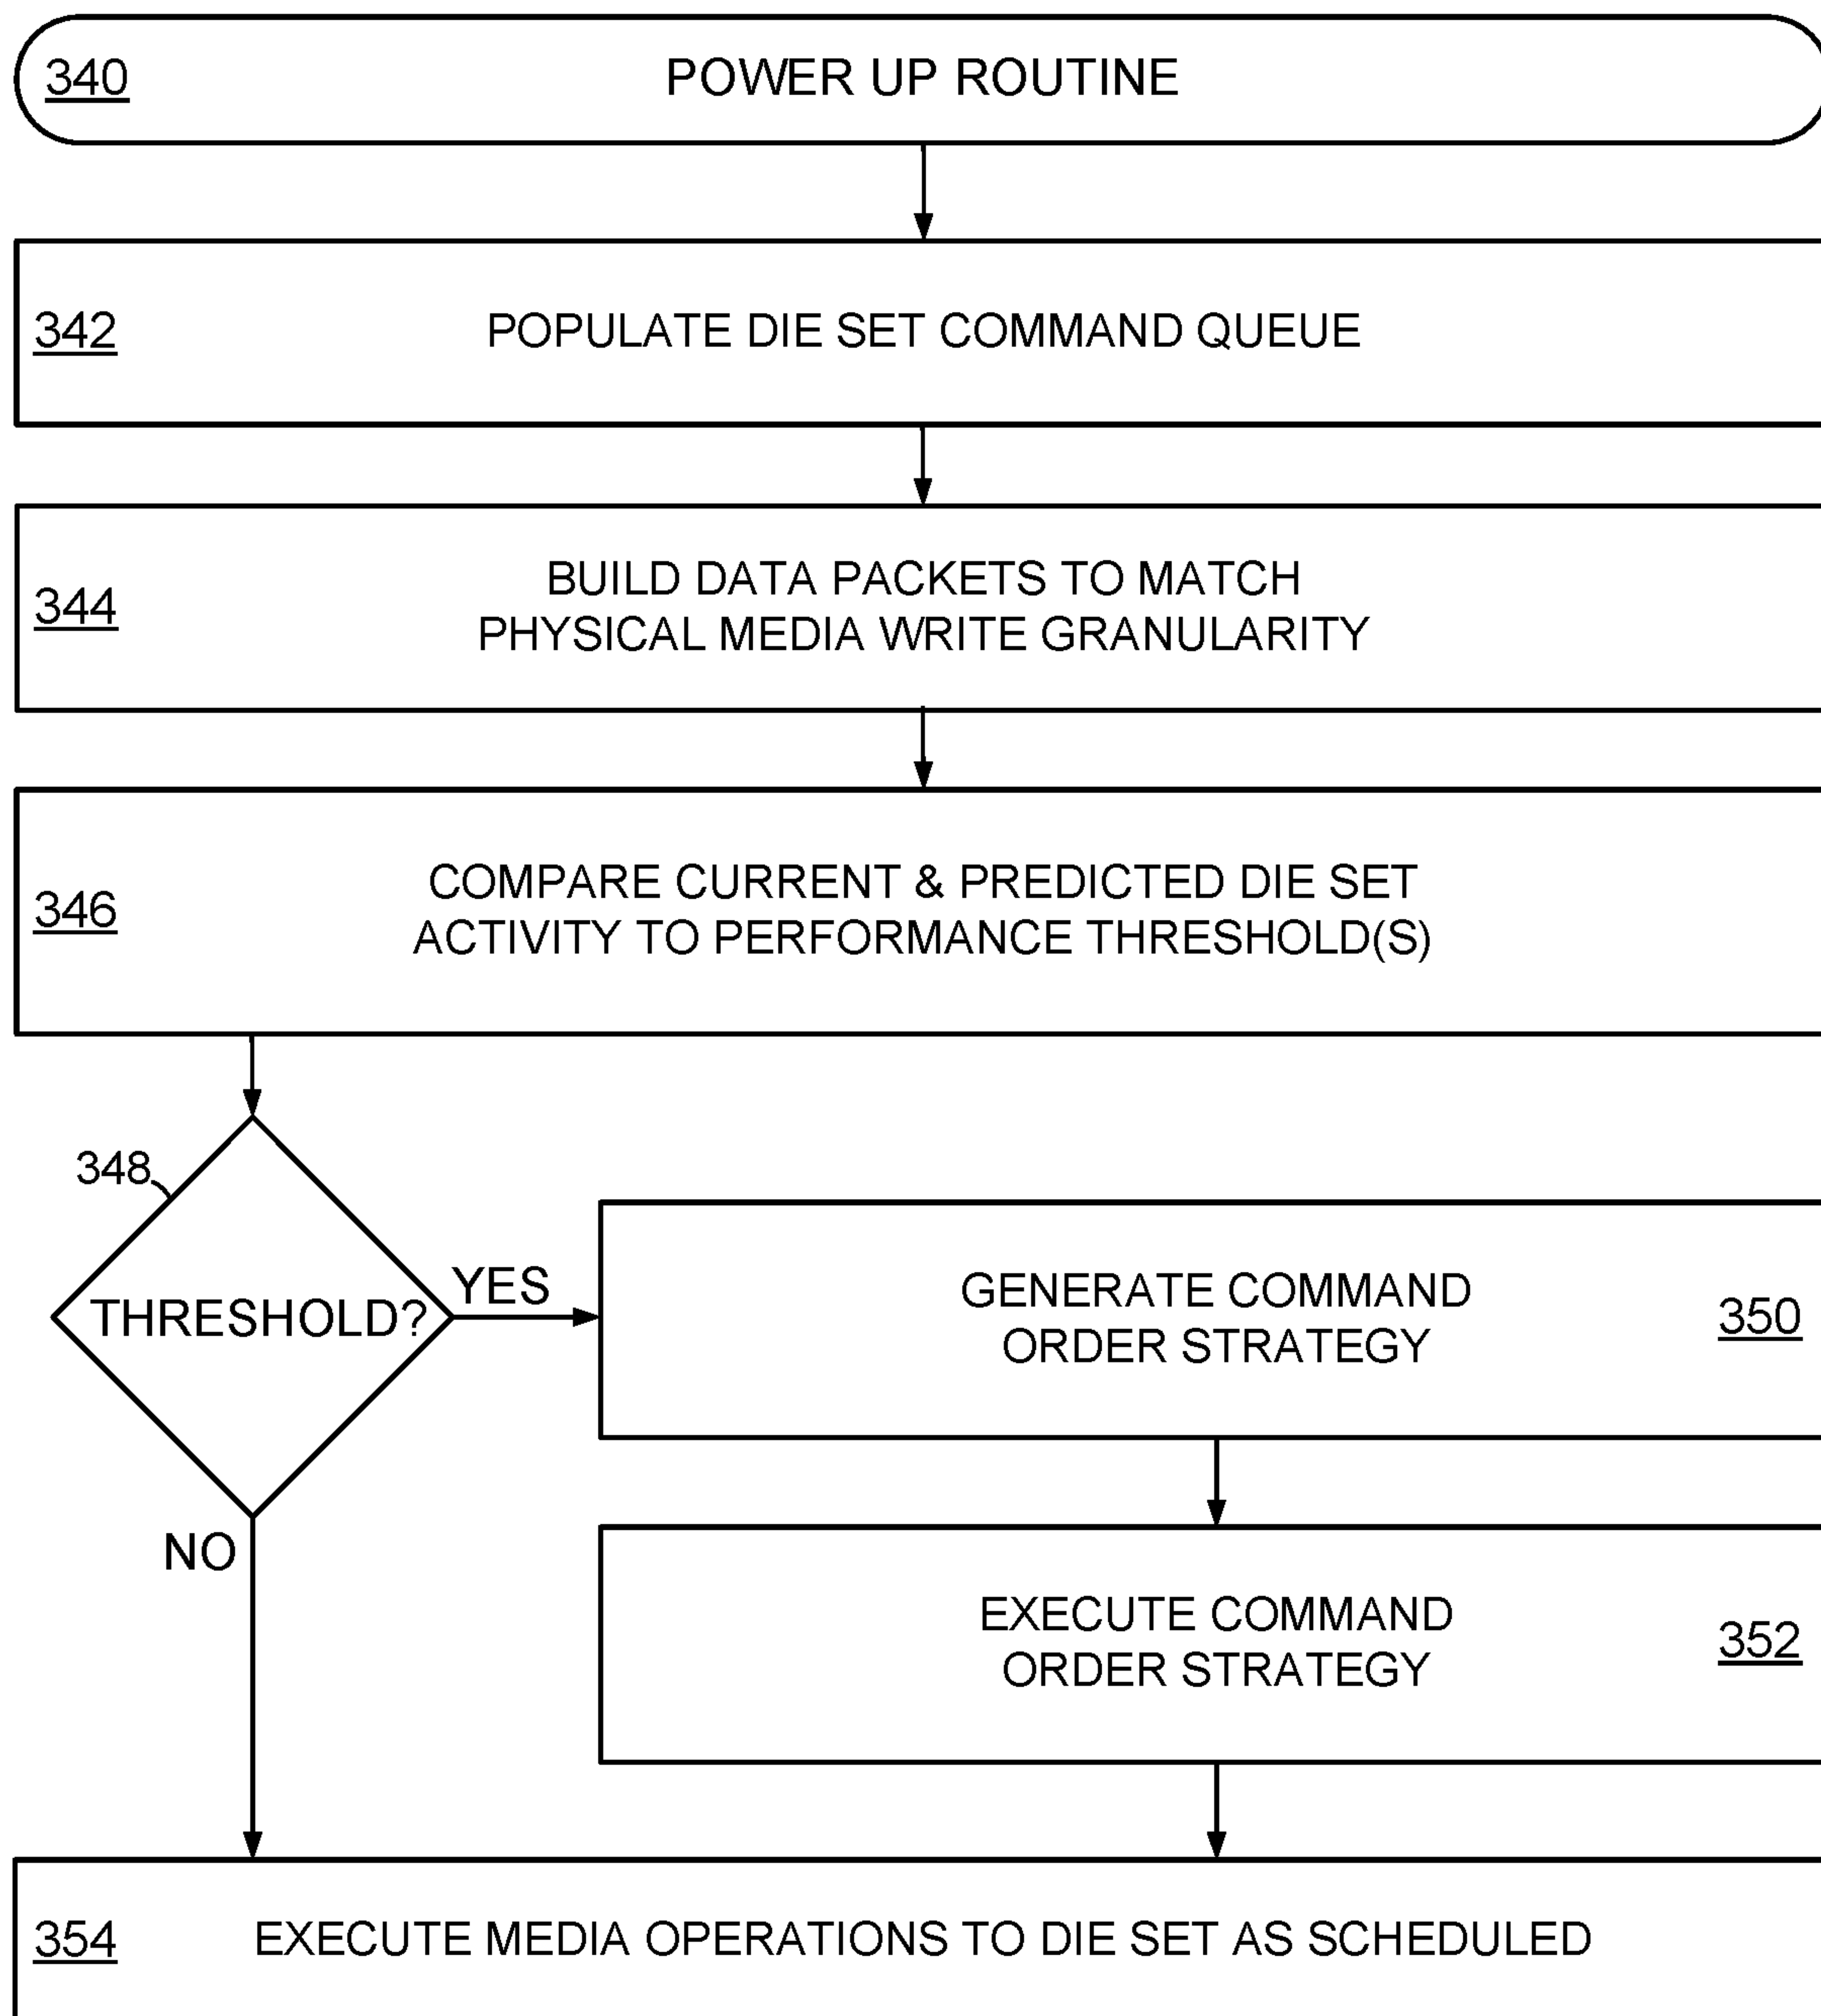 340 POWER UP ROUTINE
342 POPULATE DIE SET COMMAND QUEUE
BUILD DATA PACKETS TO MATCH
344
PHYSICAL MEDIA WRITE GRANULARITY
COMPARE CURRENT & PREDICTED DIE SET
346
ACTIVITY TO PERFORMANCE THRESHOLD(S)
348
THRESHOLD?
YES
GENERATE COMMAND
ORDER STRATEGY
350
NO
EXECUTE COMMAND
ORDER STRATEGY
352
354 EXECUTE MEDIA OPERATIONS TO DIE SET AS SCHEDULED